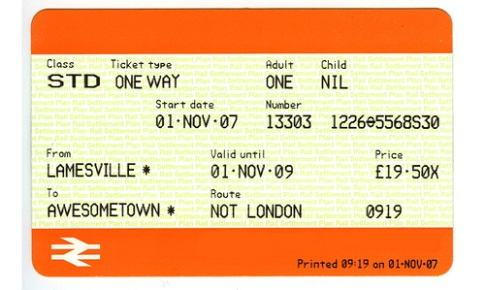 Class Ticket type Adult Child
STD ONE WAY ONE NIL
Start date Number
01·NOV·07 13303 1226⊖5568S30
From Valid until Price
LAMESVILLE * 01·NOV·09 £19·50X
To Route
AWESOMETOWN * NOT LONDON 0919
Printed 09:19 on 01·NOV·07